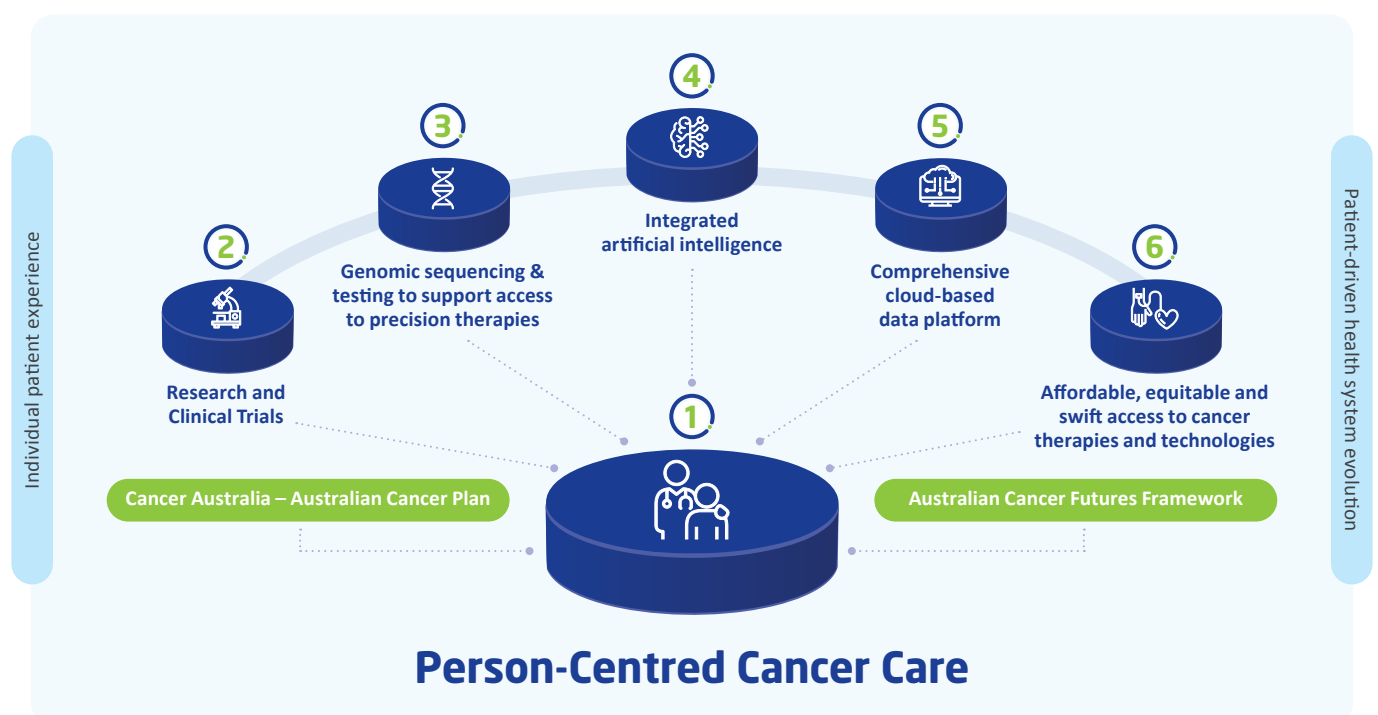 4
3
5
Integrated
artificial intelligence
2
6
Genomic sequencing &
testing to support access
to precision therapies
Comprehensive
cloud-based
data platform
Research and
Clinical Trials
Affordable, equitable and
swift access to cancer
therapies and technologies
1
Individual patient experience
Patient-driven health system evolution
Cancer Australia – Australian Cancer Plan
Australian Cancer Futures Framework
Person-Centred Cancer Care